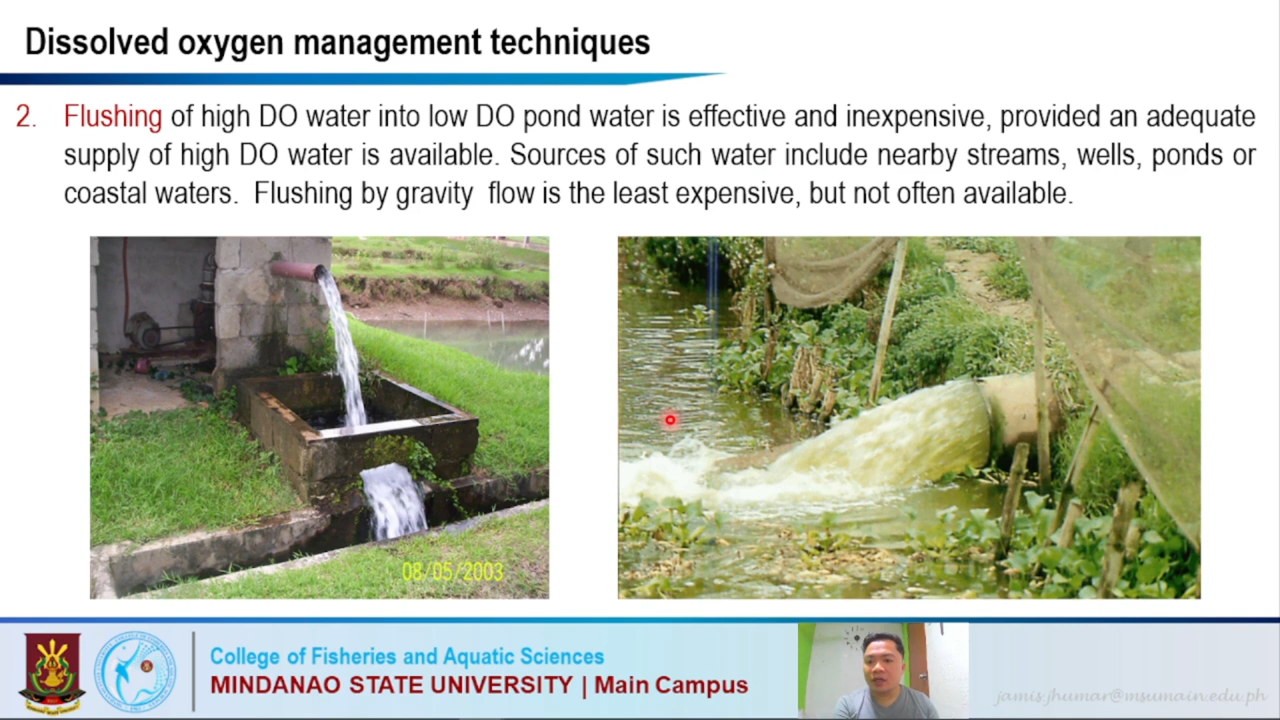 Dissolved oxygen management techniques
2. Flushing of high DO water into low DO pond water is effective and inexpensive, provided an adequate
supply of high DO water is available. Sources of such water include nearby streams, wells, ponds or
coastal waters. Flushing by gravity flow is the least expensive, but not often available.
08/05/2003
College of Fisheries and Aquatic Sciences
MINDANAO STATE UNIVERSITY | Main Campus
jamis.jhumar@msumain.edu.ph